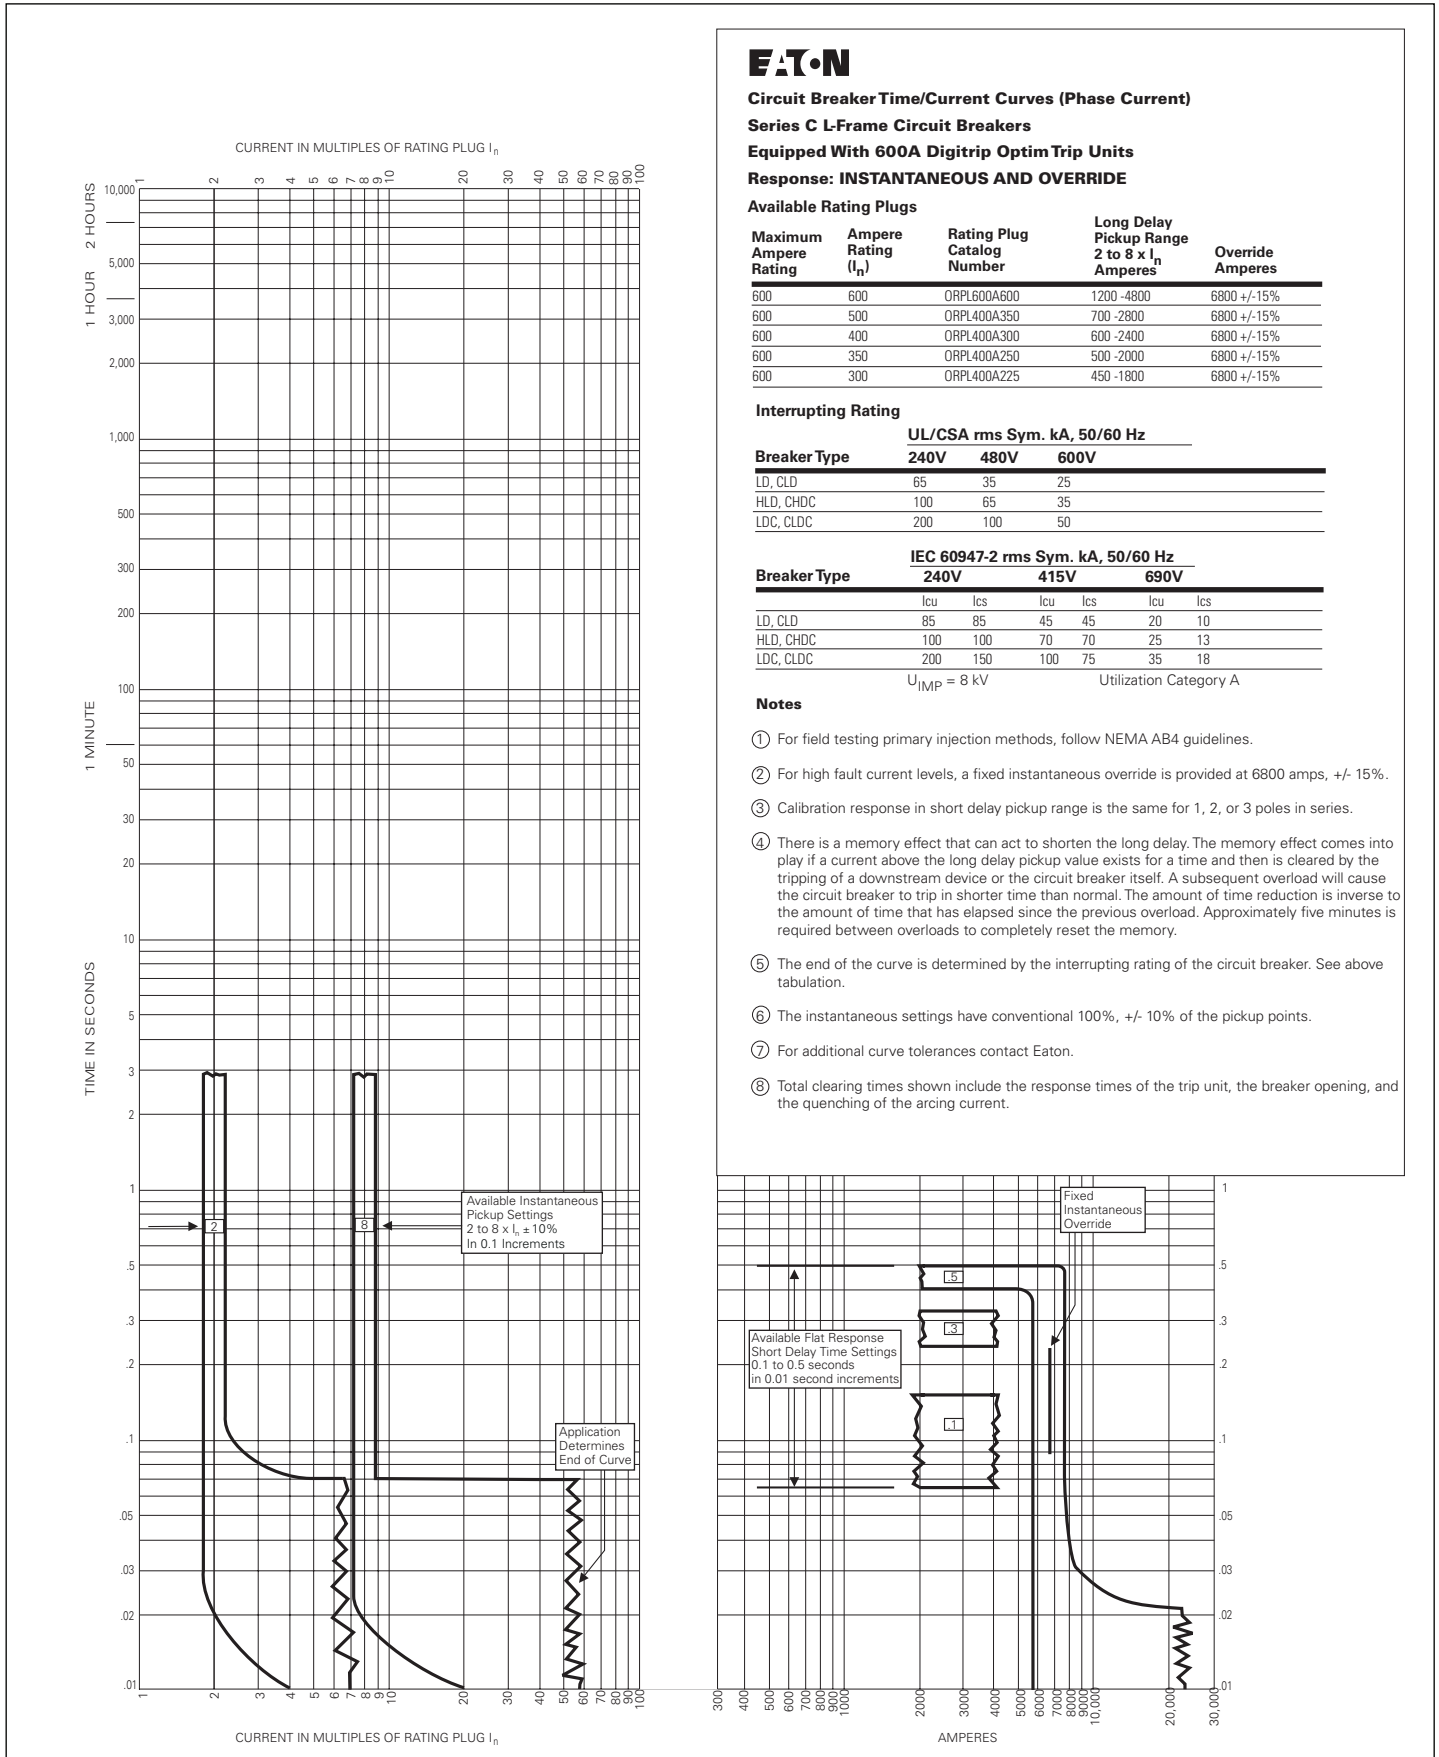 EATON
Circuit Breaker Time/Current Curves (Phase Current)
Series C L-Frame Circuit Breakers
Equipped With 600A Digitrip Optim Trip Units
Response: INSTANTANEOUS AND OVERRIDE
Available Rating Plugs
Maximum Ampere Rating | Ampere Rating (In) | Rating Plug Catalog Number | Long Delay Pickup Range 2 to 8 x In Amperes | Override Amperes
600 600 ORPL600A600 1200 -4800 6800 +/-15%
600 500 ORPL400A350 700 -2800 6800 +/-15%
600 400 ORPL400A300 600 -2400 6800 +/-15%
600 350 ORPL400A250 500 -2000 6800 +/-15%
600 300 ORPL400A225 450 -1800 6800 +/-15%
Interrupting Rating
UL/CSA rms Sym. kA, 50/60 Hz
Breaker Type 240V 480V 600V
LD, CLD 65 35 25
HLD, CHDC 100 65 35
LDC, CLDC 200 100 50
IEC 60947-2 rms Sym. kA, 50/60 Hz
Breaker Type 240V 415V 690V
Icu Ics Icu Ics Icu Ics
LD, CLD 85 85 45 45 20 10
HLD, CHDC 100 100 70 70 25 13
LDC, CLDC 200 150 100 75 35 18
UIMP = 8 kV Utilization Category A
Notes
① For field testing primary injection methods, follow NEMA AB4 guidelines.
② For high fault current levels, a fixed instantaneous override is provided at 6800 amps, +/- 15%.
③ Calibration response in short delay pickup range is the same for 1, 2, or 3 poles in series.
④ There is a memory effect that can act to shorten the long delay. The memory effect comes into
play if a current above the long delay pickup value exists for a time and then is cleared by the
tripping of a downstream device or the circuit breaker itself. A subsequent overload will cause
the circuit breaker to trip in shorter time than normal. The amount of time reduction is inverse to
the amount of time that has elapsed since the previous overload. Approximately five minutes is
required between overloads to completely reset the memory.
⑤ The end of the curve is determined by the interrupting rating of the circuit breaker. See above
tabulation.
⑥ The instantaneous settings have conventional 100%, +/- 10% of the pickup points.
⑦ For additional curve tolerances contact Eaton.
⑧ Total clearing times shown include the response times of the trip unit, the breaker opening, and
the quenching of the arcing current.
CURRENT IN MULTIPLES OF RATING PLUG In
1 2 3 4 5 6 7 8 9 10 20 30 40 50 60 70 80 90 100
2 HOURS
1 HOUR
1 MINUTE
TIME IN SECONDS
10,000
5,000
3,000
2,000
1,000
500
300
200
100
50
30
20
10
5
3
2
1
.5
.3
.2
.1
.05
.03
.02
.01
2
8
Available Instantaneous
Pickup Settings
2 to 8 x In ± 10%
In 0.1 Increments
Application
Determines
End of Curve
1 2 3 4 5 6 7 8 9 10 20 30 40 50 60 70 80 90 100
CURRENT IN MULTIPLES OF RATING PLUG In
Fixed
Instantaneous
Override
.5
.3
.1
Available Flat Response
Short Delay Time Settings
0.1 to 0.5 seconds
in 0.01 second increments
1
.5
.3
.2
.1
.05
.03
.02
.01
300 400 500 600 700 800 900 1000 2000 3000 4000 5000 6000 7000 8000 9000 10,000 20,000 30,000
AMPERES